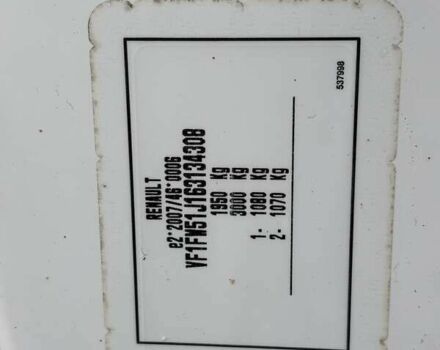 RENAULT
e2*2007/46*0006
VF1FW51J163134308
1950 Kg
3000 Kg
1- 1080 Kg
2- 1070 Kg
537998